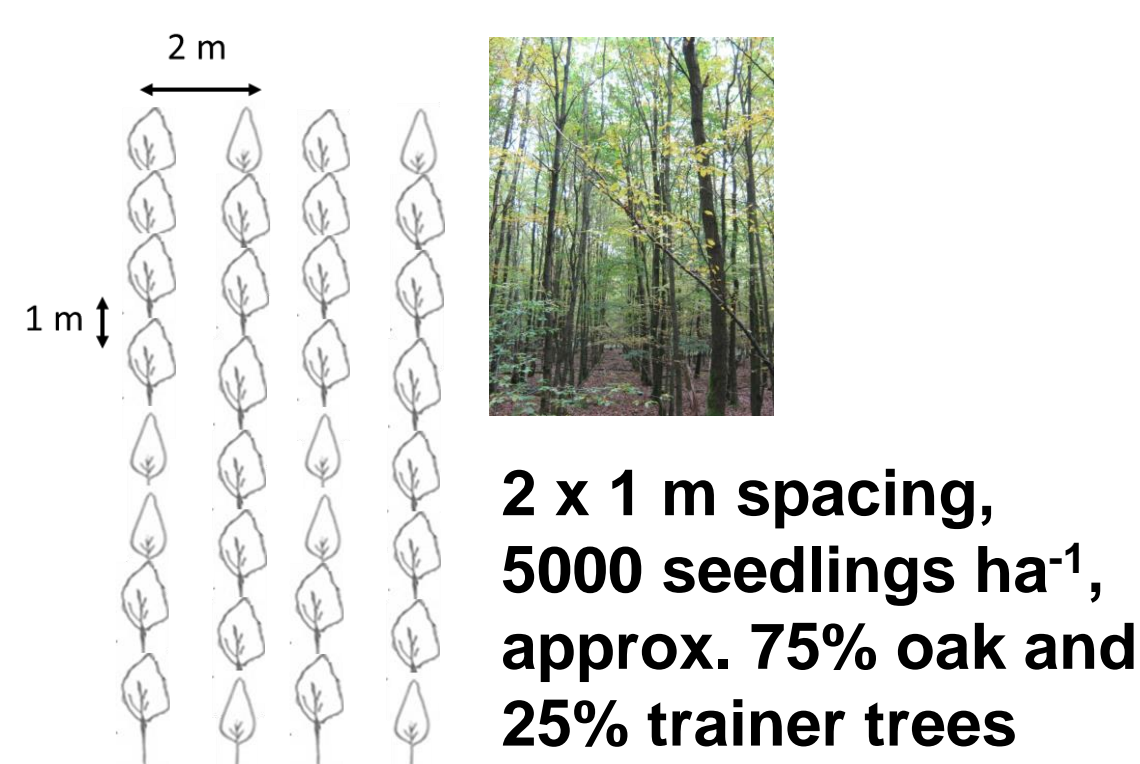 2 m
1 m
2 x 1 m spacing,
5000 seedlings ha⁻¹,
approx. 75% oak and
25% trainer trees